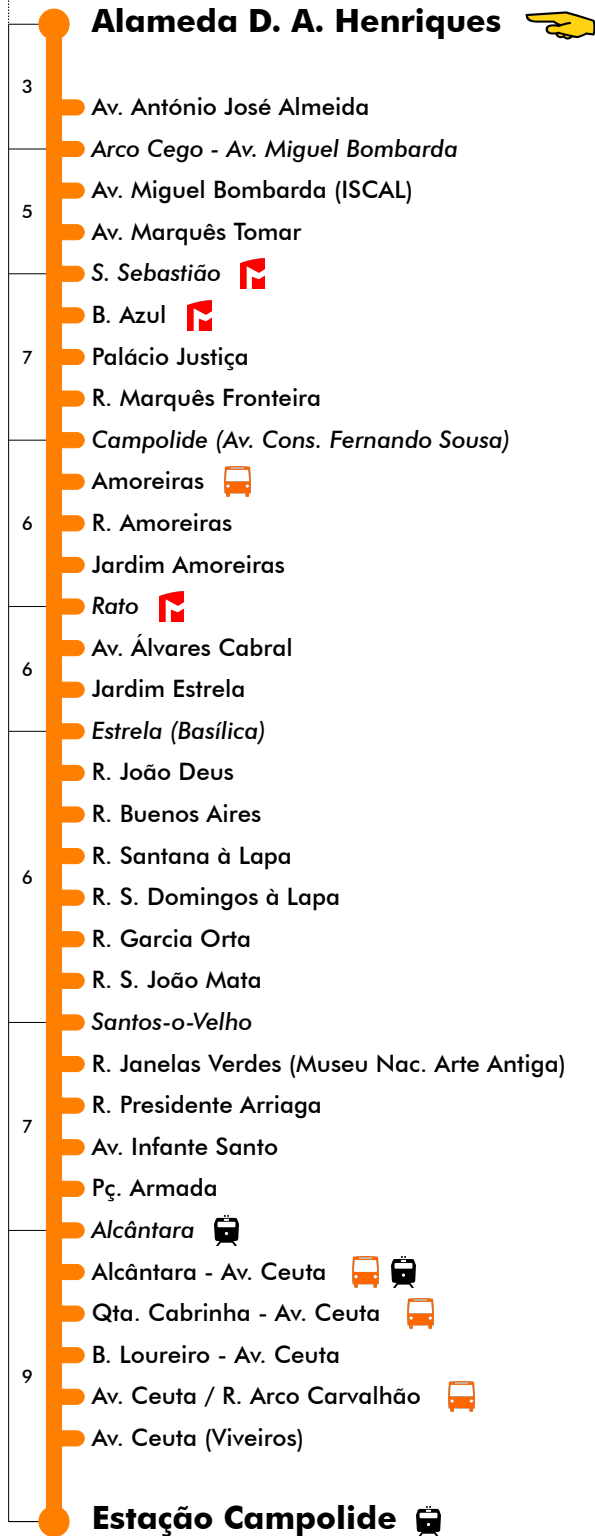 Alameda D. A. Henriques
3
Av. António José Almeida
Arco Cego - Av. Miguel Bombarda
Av. Miguel Bombarda (ISCAL)
5
Av. Marquês Tomar
S. Sebastião
B. Azul
Palácio Justiça
7
R. Marquês Fronteira
Campolide (Av. Cons. Fernando Sousa)
Amoreiras
R. Amoreiras
6
Jardim Amoreiras
Rato
Av. Álvares Cabral
6
Jardim Estrela
Estrela (Basílica)
R. João Deus
R. Buenos Aires
R. Santana à Lapa
6
R. S. Domingos à Lapa
R. Garcia Orta
R. S. João Mata
Santos-o-Velho
R. Janelas Verdes (Museu Nac. Arte Antiga)
R. Presidente Arriaga
7
Av. Infante Santo
Pç. Armada
Alcântara
Alcântara - Av. Ceuta
Qta. Cabrinha - Av. Ceuta
B. Loureiro - Av. Ceuta
9
Av. Ceuta / R. Arco Carvalhão
Av. Ceuta (Viveiros)
Estação Campolide